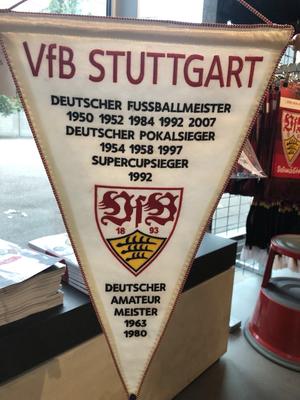 VfB STUTTGART
DEUTSCHER FUSSBALLMEISTER
1950 1952 1984 1992 2007
DEUTSCHER POKALSIEGER
1954 1958 1997
SUPERCUPSIEGER
1992
VfB
18 93
DEUTSCHER
AMATEUR
MEISTER
1963
1980